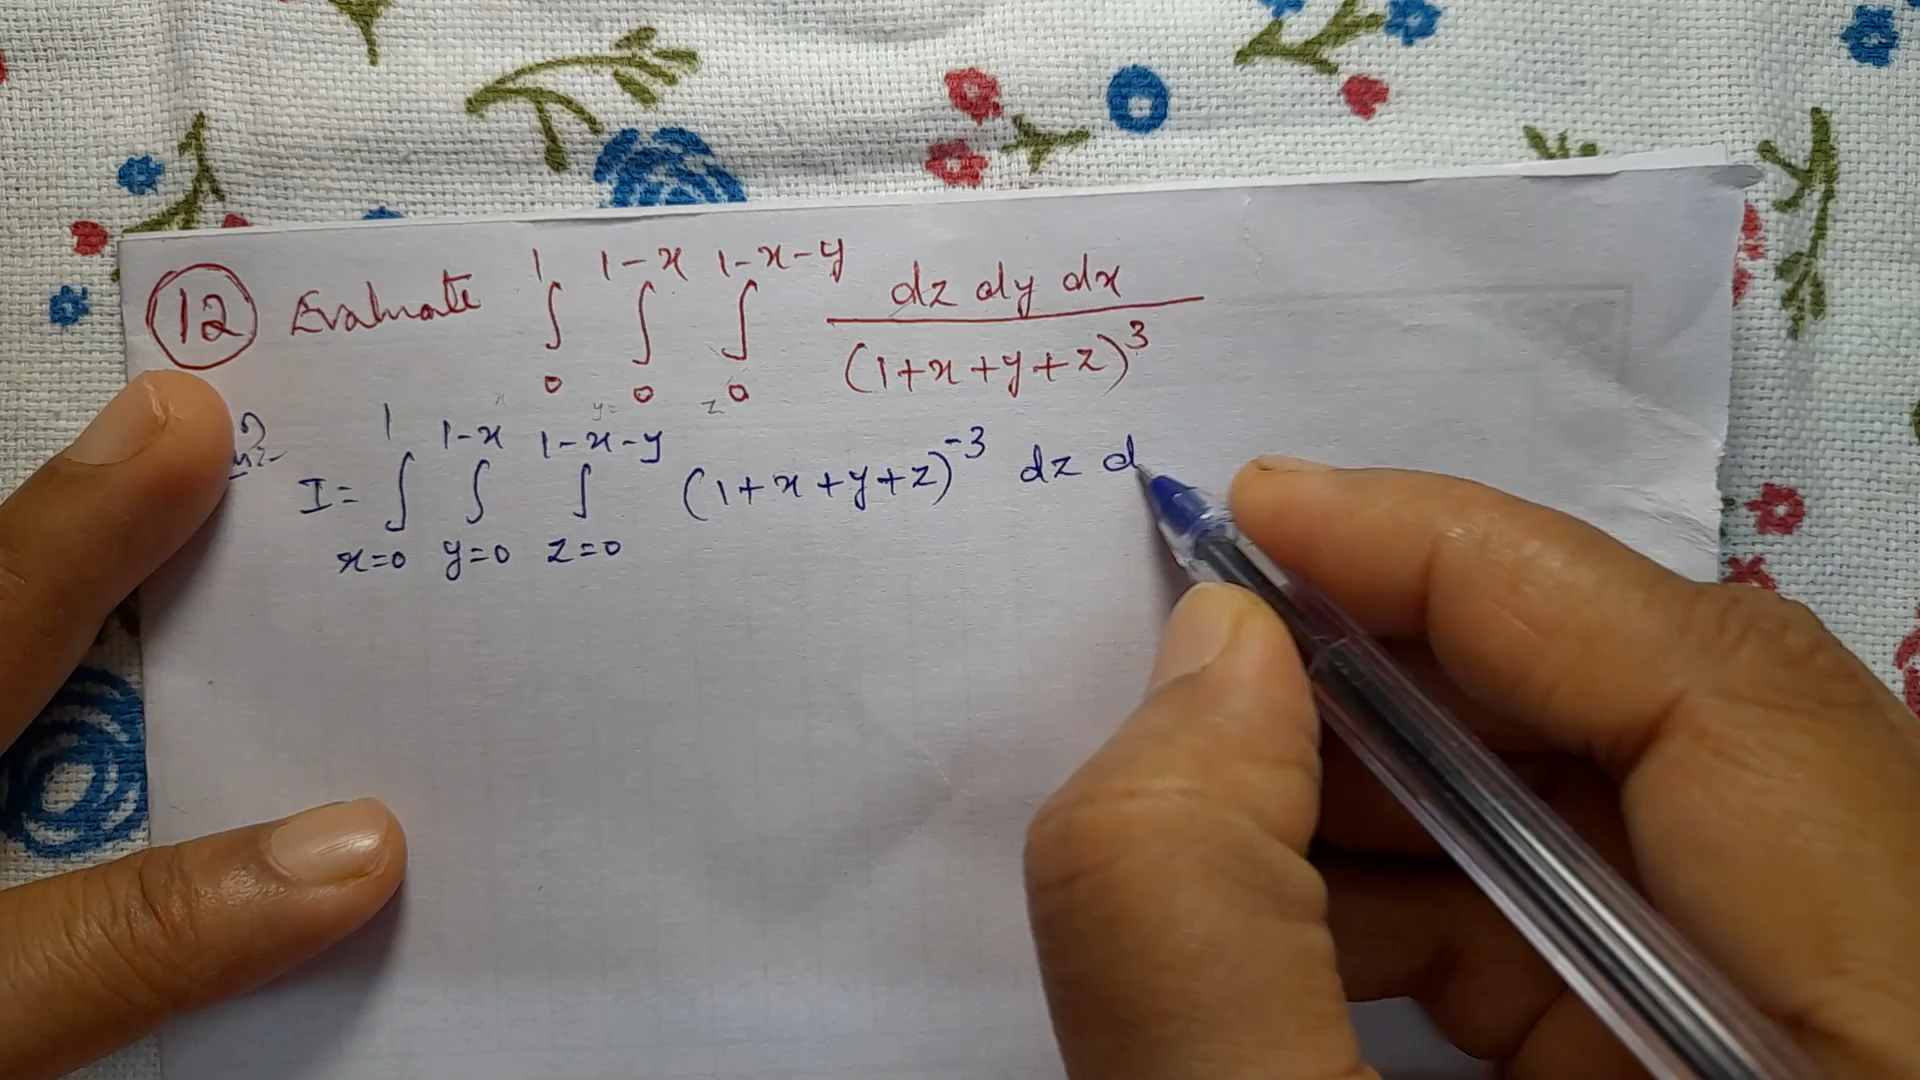 12 Evaluate ∫₀¹ ∫₀^{1-x} ∫₀^{1-x-y} dz dy dx / (1+x+y+z)³
I = ∫_{x=0}^{1} ∫_{y=0}^{1-x} ∫_{z=0}^{1-x-y} (1+x+y+z)⁻³ dz d